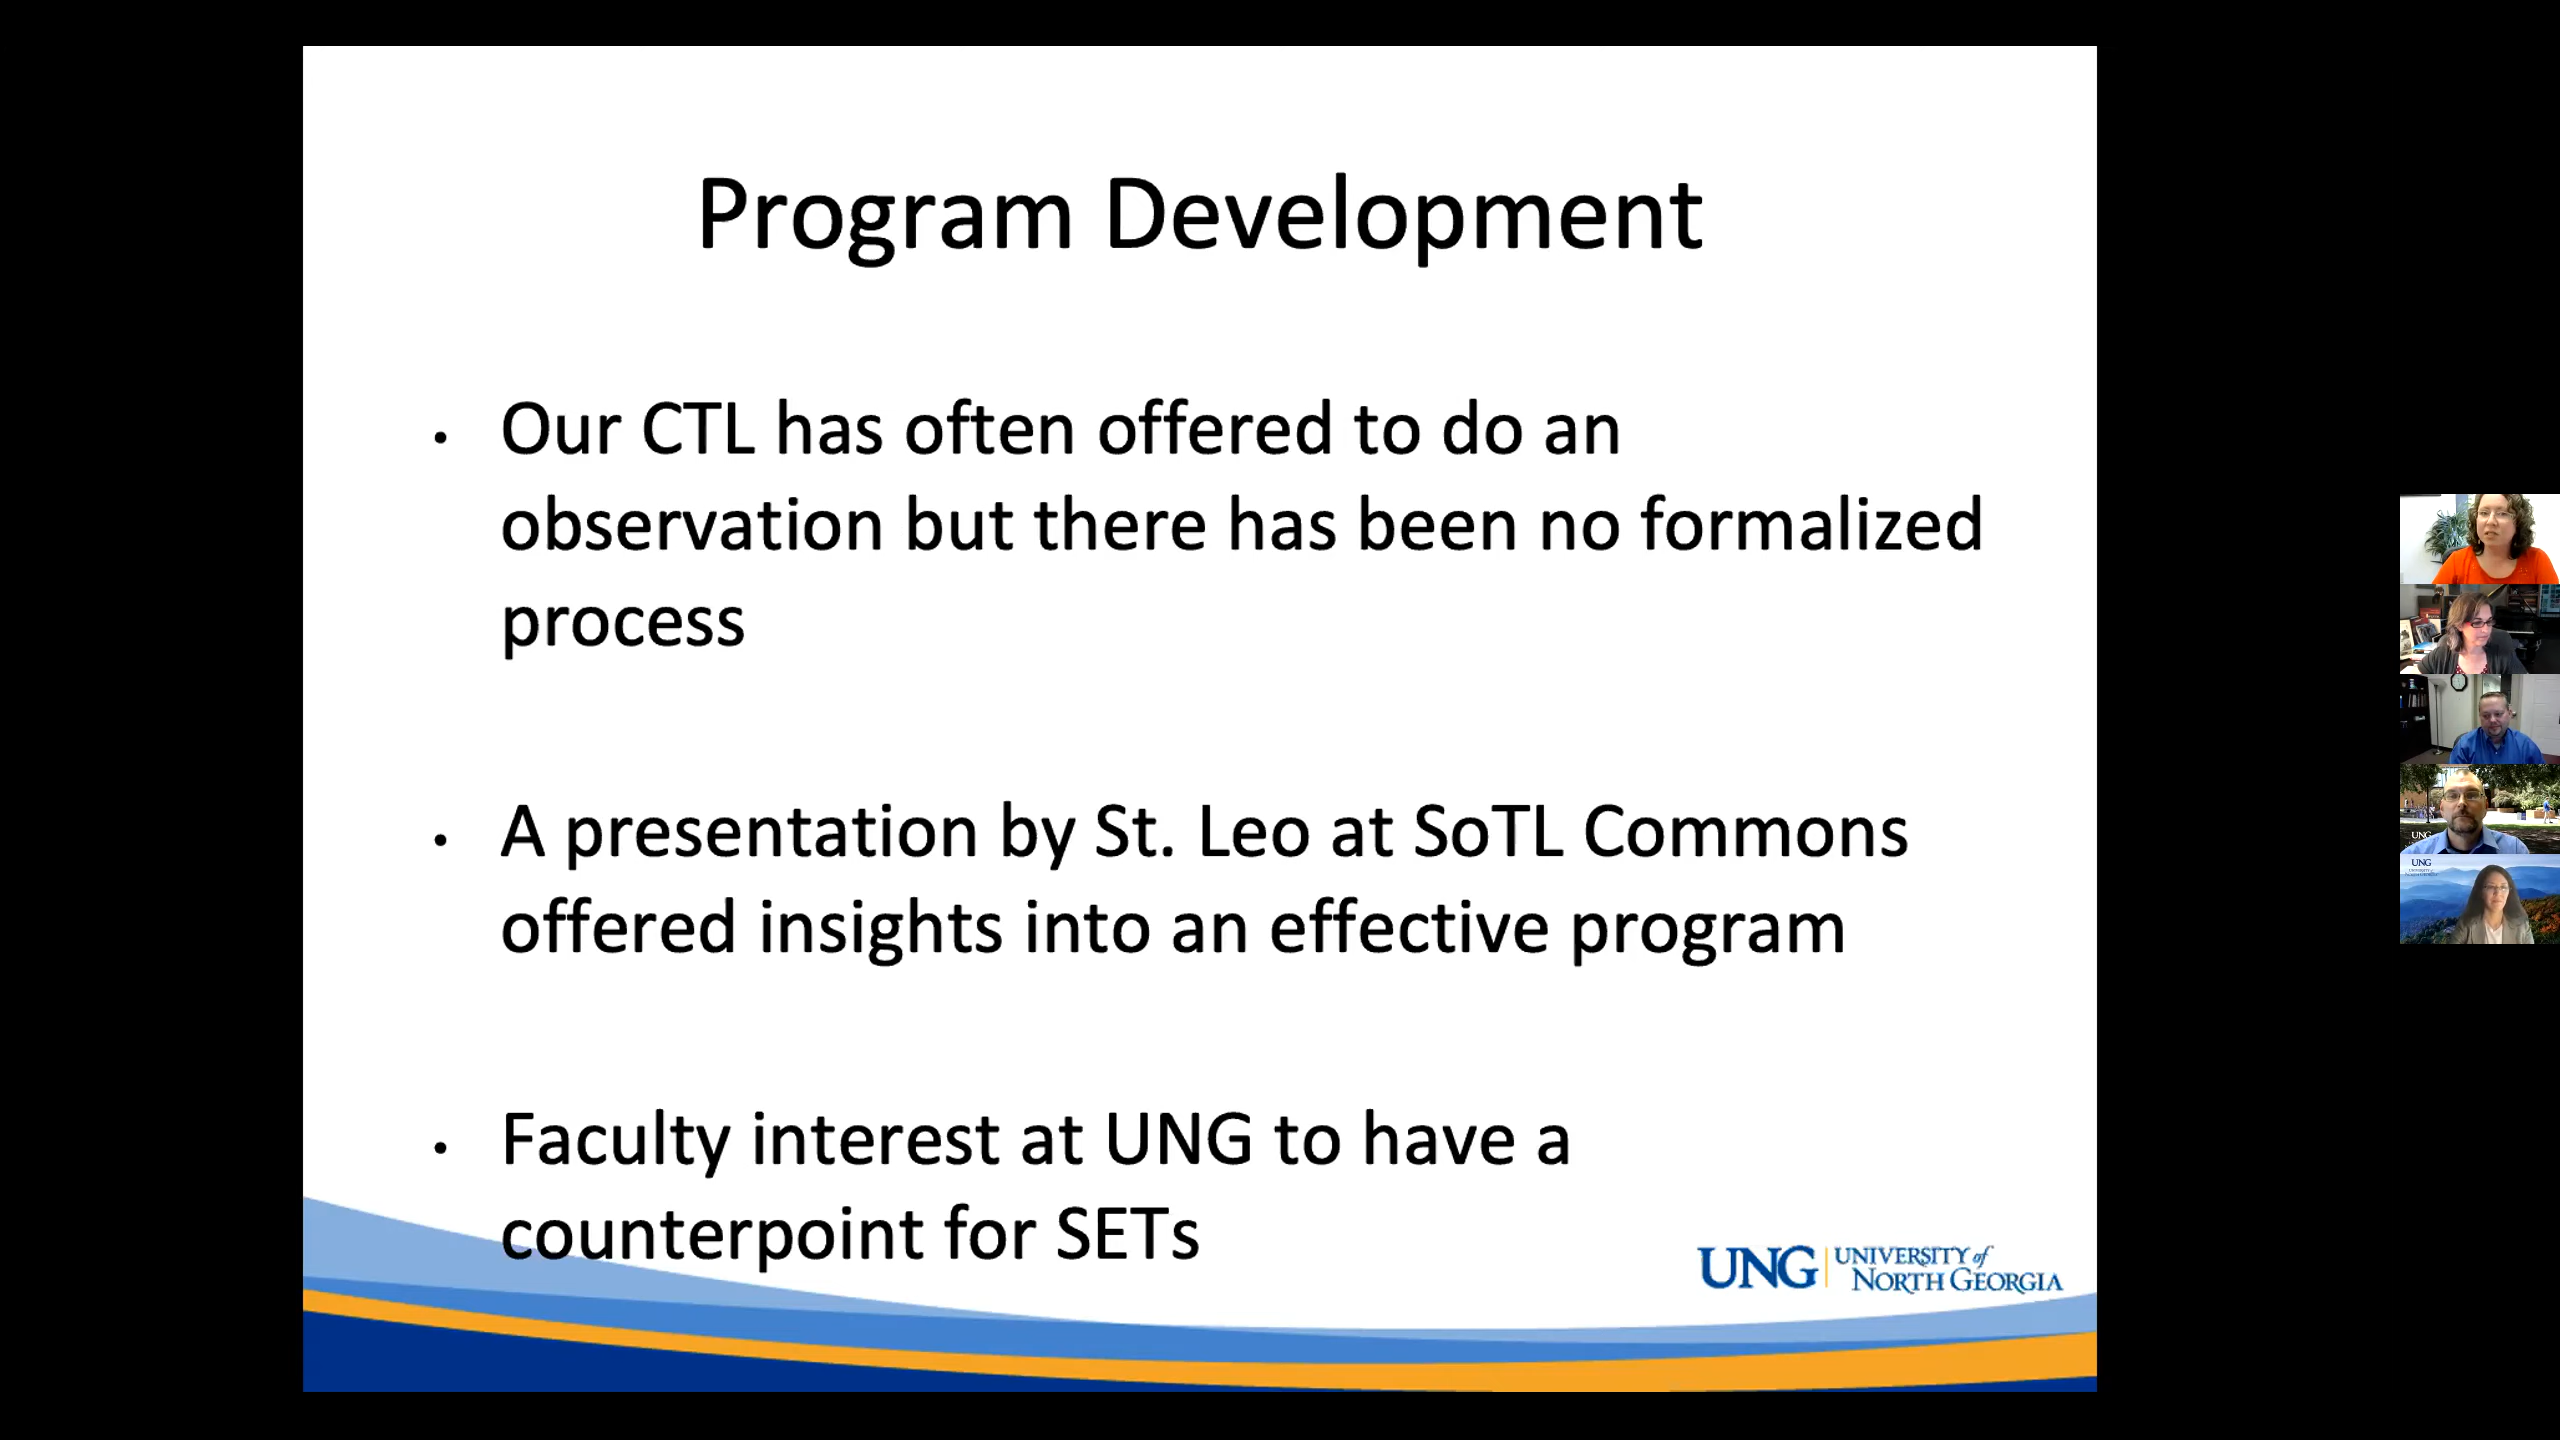 Program Development
• Our CTL has often offered to do an
observation but there has been no formalized
process
• A presentation by St. Leo at SoTL Commons
offered insights into an effective program
• Faculty interest at UNG to have a
counterpoint for SETs
UNG UNIVERSITY of
NORTH GEORGIA
UNG
UNG